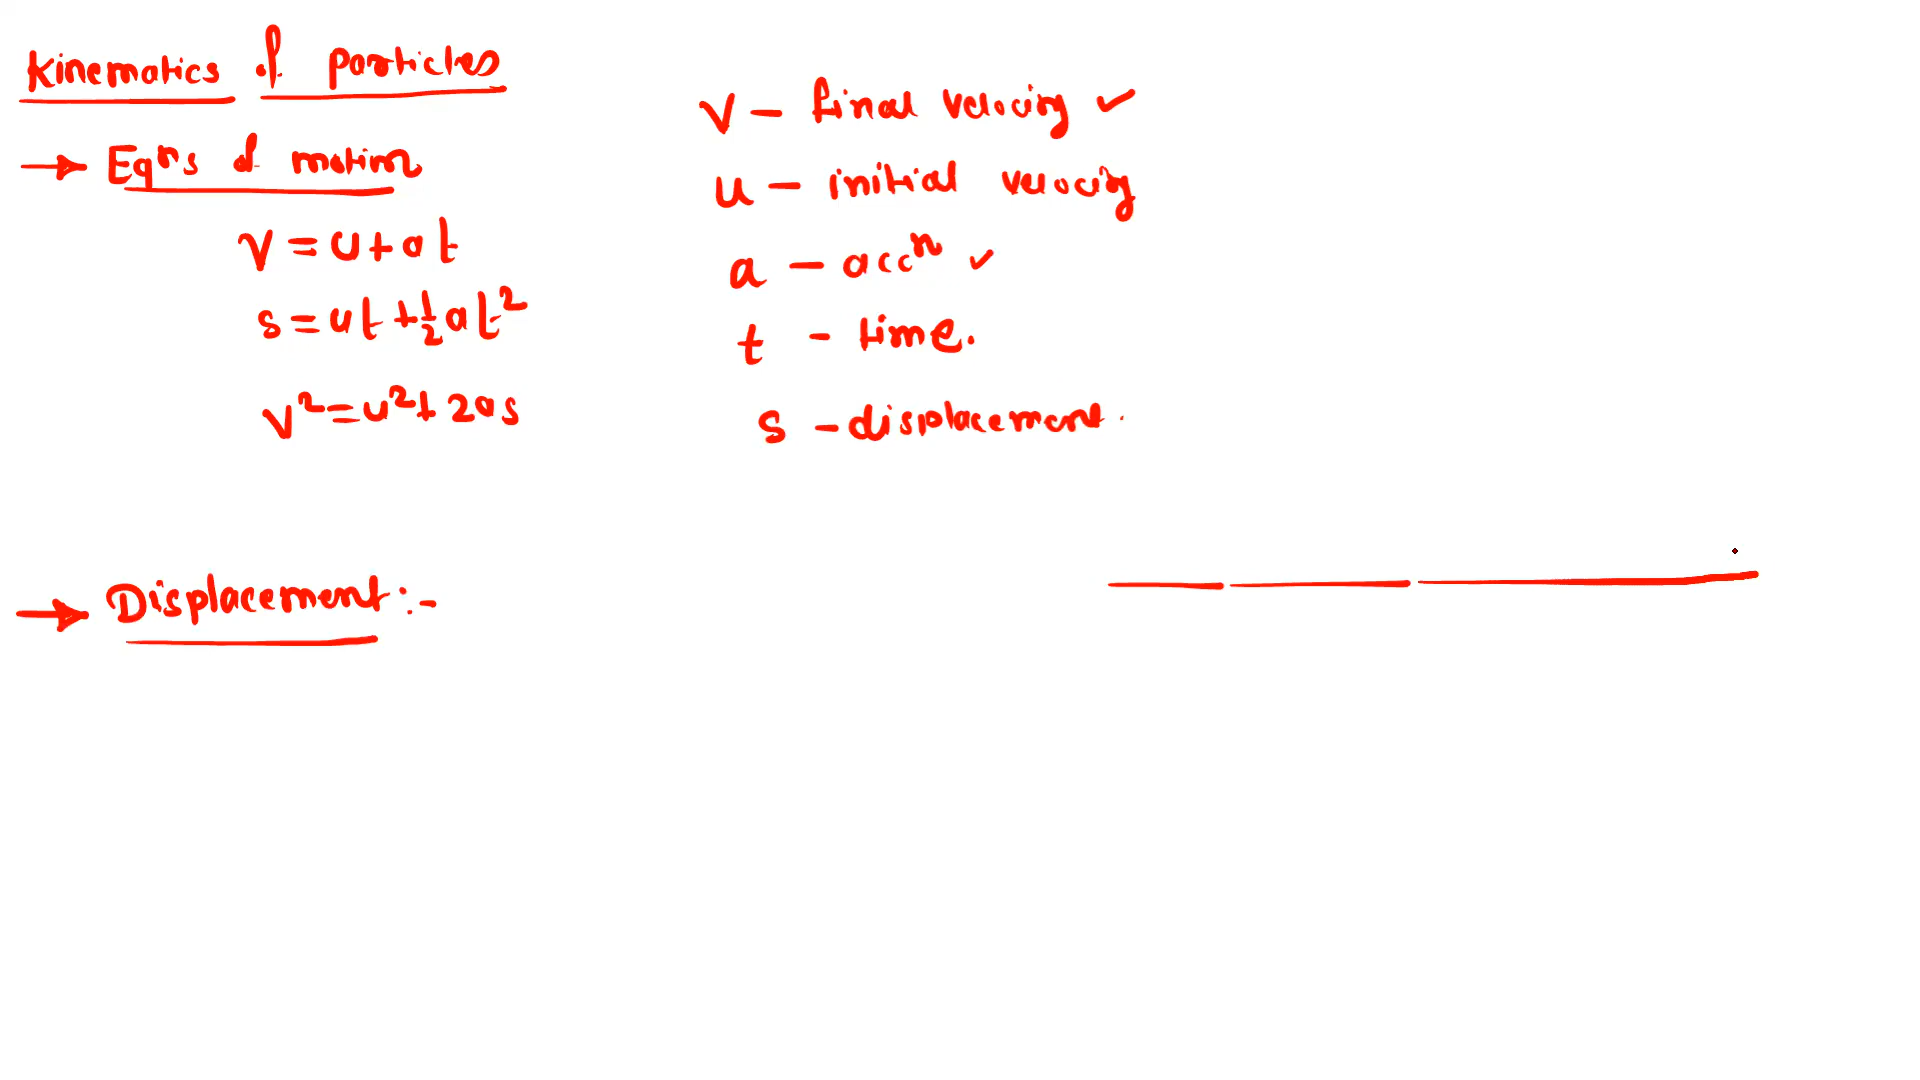 Kinematics of particles
→ Eqⁿs of motion
v = u + at
s = ut + ½at²
v² = u² + 2as
v – final velocity ✓
u – initial velocity
a – accⁿ ✓
t – time.
s – displacement.
→ Displacement :-